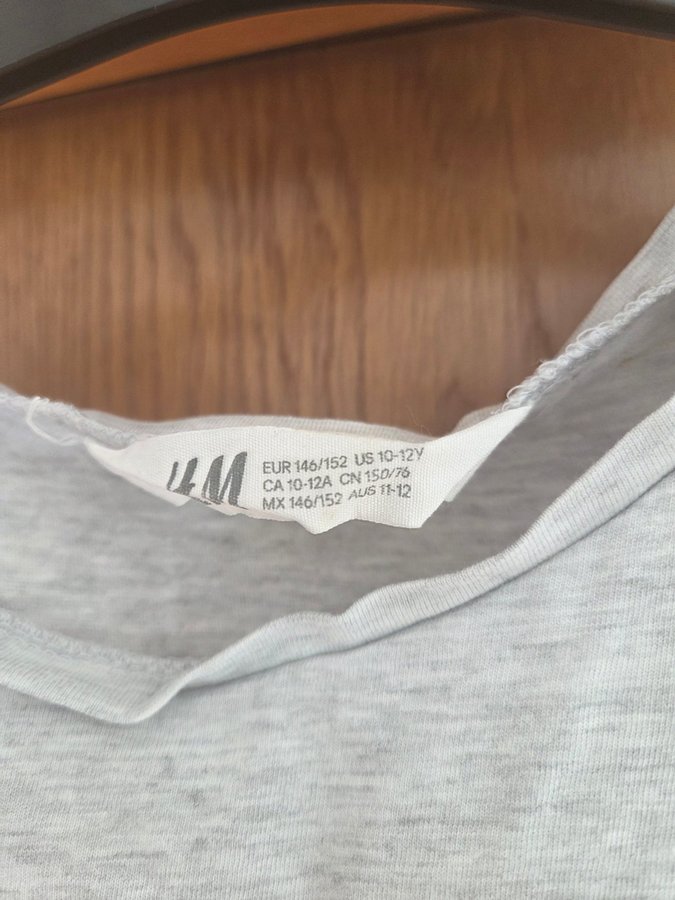 H&M
EUR 146/152 US 10-12Y
CA 10-12A CN 150/76
MX 146/152 AUS 11-12